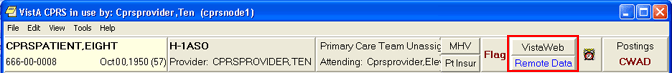 VistA CPRS in use by: Cprsprovider,Ten (cprsnode1)
File Edit View Tools Help
CPRSPATIENT,EIGHT H-1ASO Primary Care Team Unassig MHV Flag VistaWeb Postings
666-00-0008 Oct 00,1950 (57) Provider: CPRSPROVIDER,TEN Attending: Cprsprovider,Ele Pt Insur Remote Data CWAD